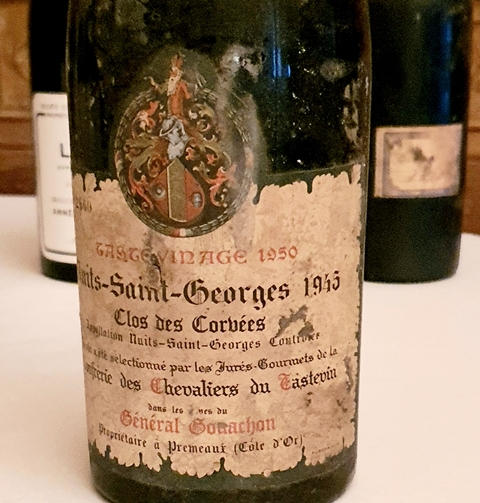 TASTEVINAGE 1950
Nuits-Saint-Georges 1945
Clos des Corvées
Appellation Nuits-Saint-Georges Contrôlée
été sélectionné par les Jurés-Gourmets de la
Confrérie des Chevaliers du Tastevin
dans les du
Général Gouachon
Propriétaire à Premeaux (Côte d'Or)